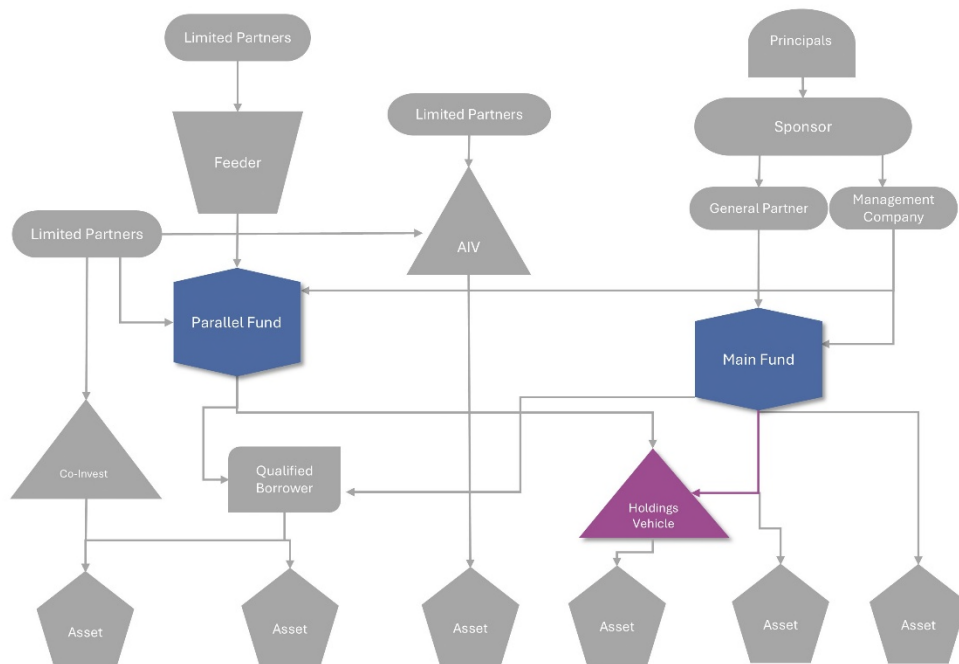 Limited Partners
Principals
Limited Partners
Sponsor
Feeder
General Partner
Management
Company
Limited Partners
AIV
Parallel Fund
Main Fund
Co-Invest
Qualified
Borrower
Holdings
Vehicle
Asset
Asset
Asset
Asset
Asset
Asset